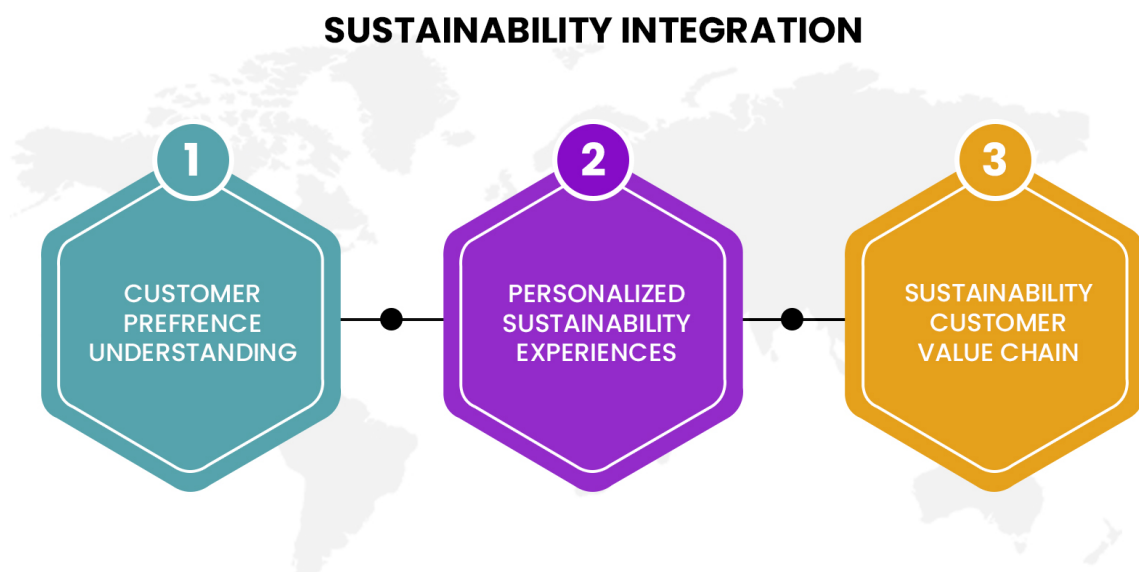 SUSTAINABILITY INTEGRATION
1
CUSTOMER
PREFRENCE
UNDERSTANDING
2
PERSONALIZED
SUSTAINABILITY
EXPERIENCES
3
SUSTAINABILITY
CUSTOMER
VALUE CHAIN